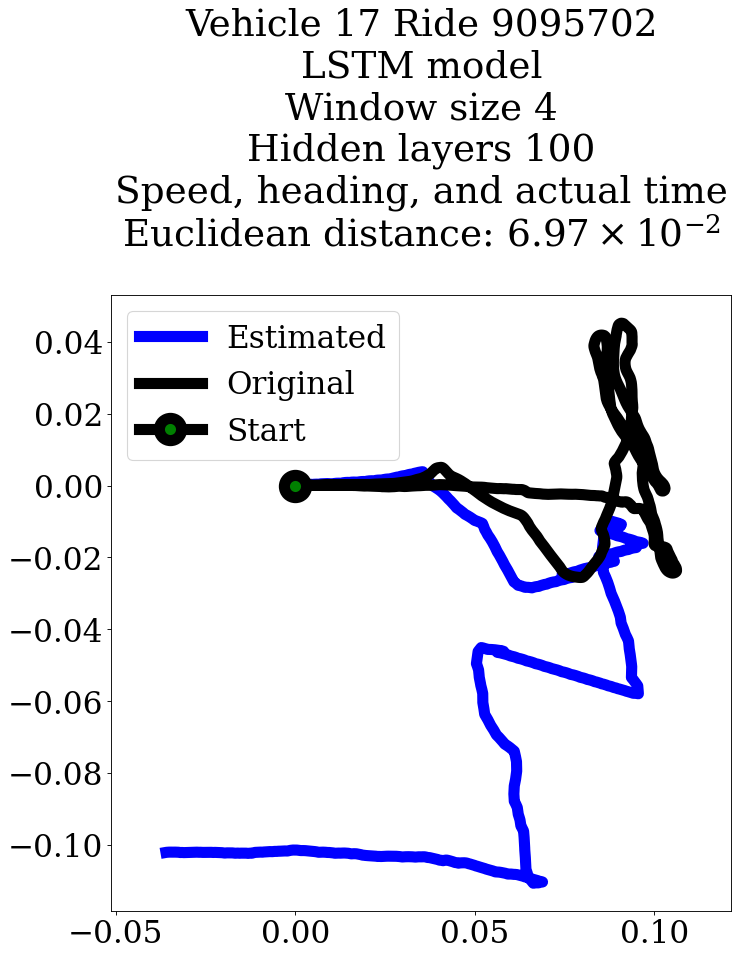 Vehicle 17 Ride 9095702
LSTM model
Window size 4
Hidden layers 100
Speed, heading, and actual time
Euclidean distance: 6.97 × 10⁻²
Estimated
Original
Start
0.04
0.02
0.00
−0.02
−0.04
−0.06
−0.08
−0.10
−0.05 0.00 0.05 0.10